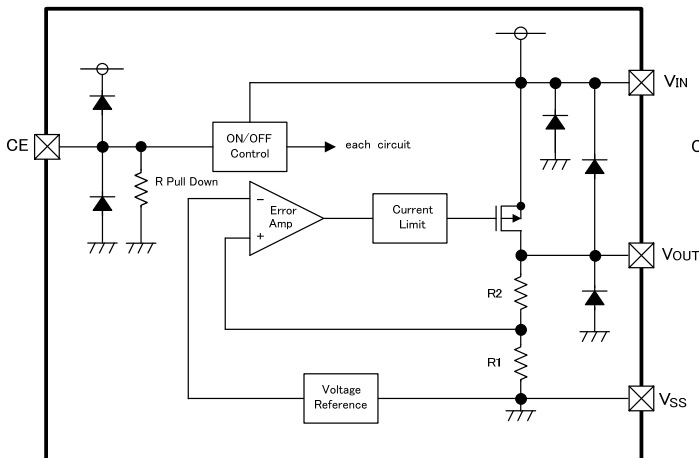 VIN
CE
ON/OFF
Control
each circuit
C
R Pull Down
−
Error
Amp
+
Current
Limit
VOUT
R2
R1
Voltage
Reference
VSS